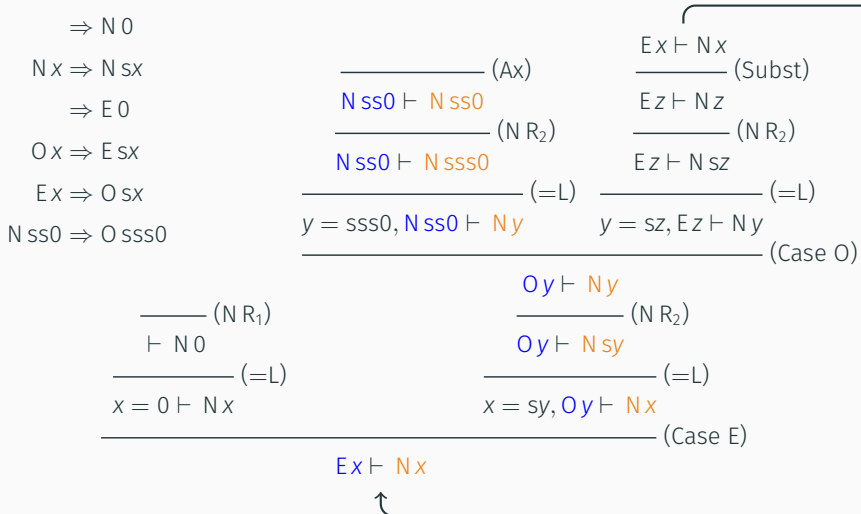 ⇒ N 0
N x ⇒ N sx
⇒ E 0
O x ⇒ E sx
E x ⇒ O sx
N ss0 ⇒ O sss0
E x ⊢ N x
(Ax)
(Subst)
N ss0 ⊢ N ss0
E z ⊢ N z
(N R₂)
(N R₂)
N ss0 ⊢ N sss0
E z ⊢ N sz
(=L)
(=L)
y = sss0, N ss0 ⊢ N y
y = sz, E z ⊢ N y
(Case O)
O y ⊢ N y
(N R₁)
(N R₂)
⊢ N 0
O y ⊢ N sy
(=L)
(=L)
x = 0 ⊢ N x
x = sy, O y ⊢ N x
(Case E)
E x ⊢ N x